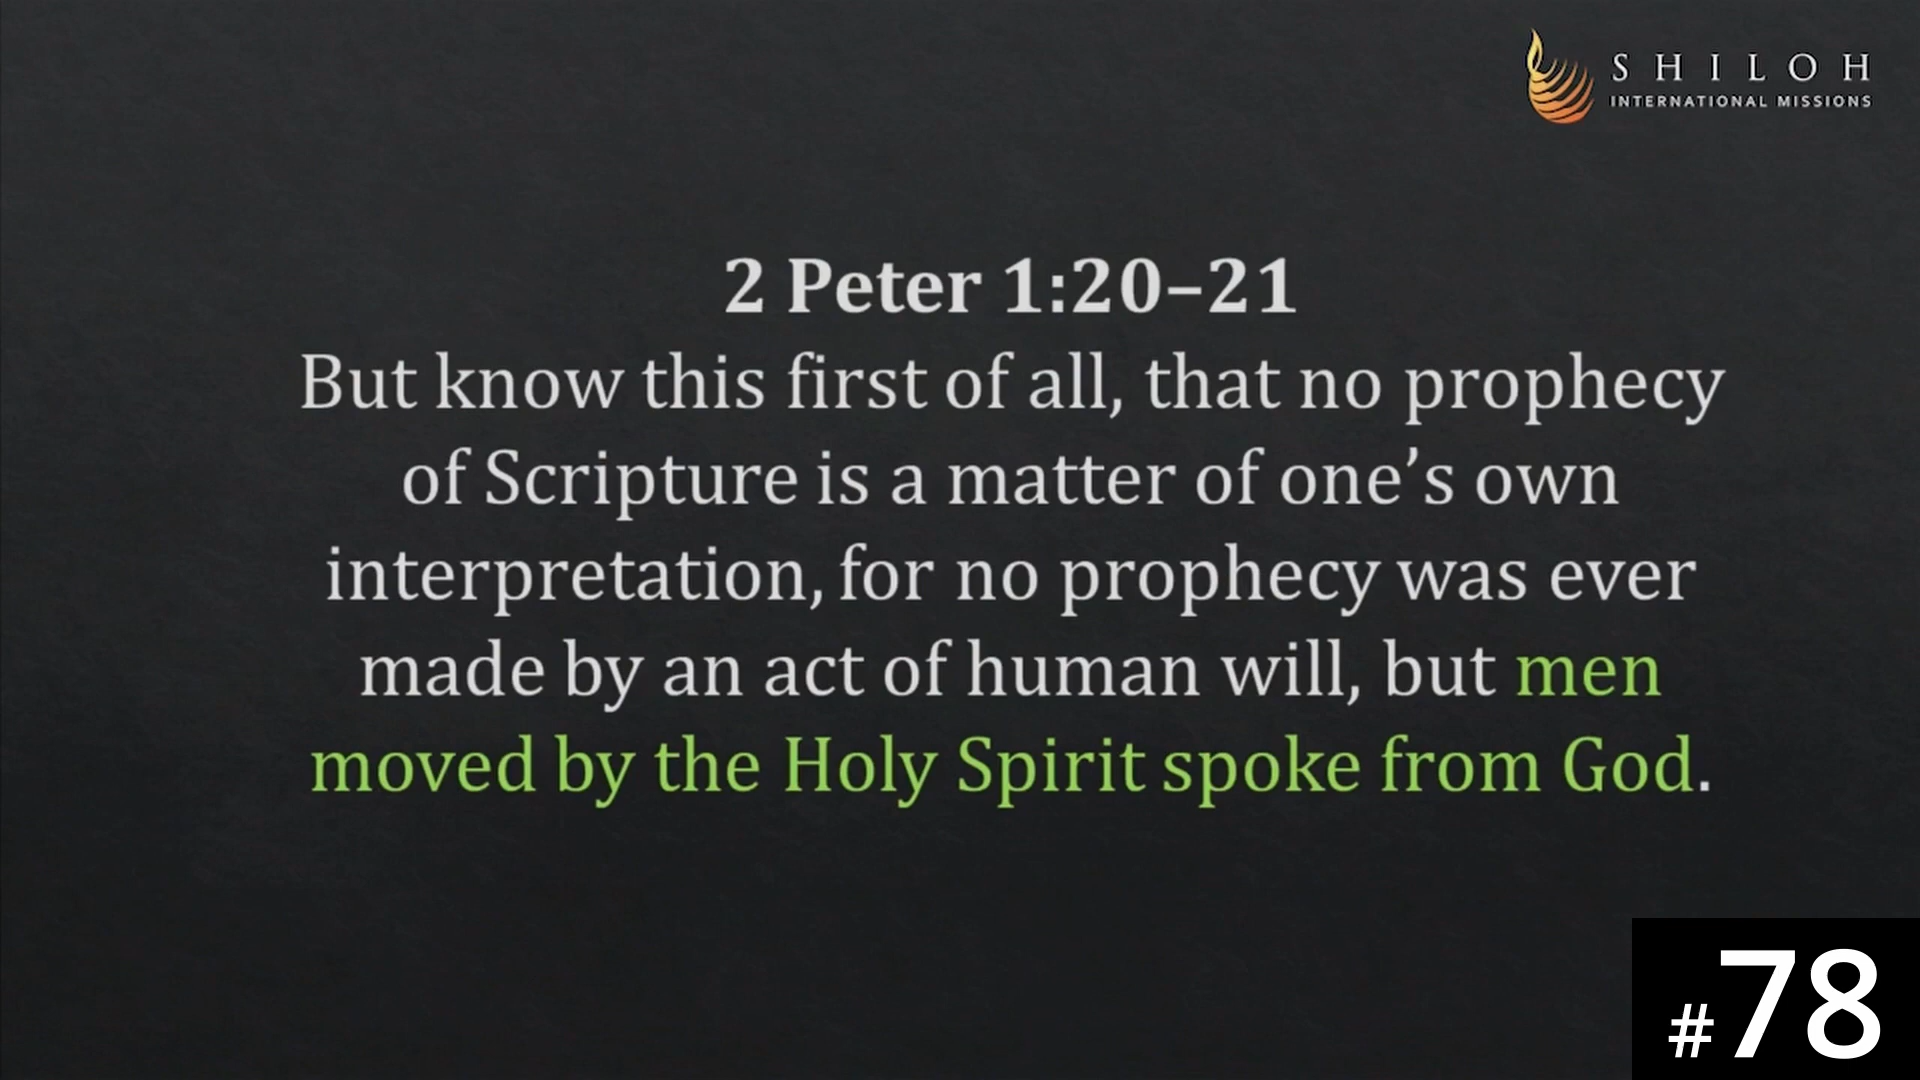 SHILOH
INTERNATIONAL MISSIONS
2 Peter 1:20–21
But know this first of all, that no prophecy
of Scripture is a matter of one’s own
interpretation, for no prophecy was ever
made by an act of human will, but men
moved by the Holy Spirit spoke from God.
#78